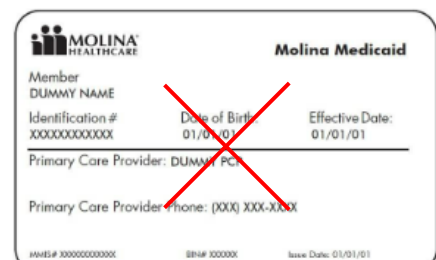 MOLINA
HEALTHCARE
Molina Medicaid
Member
DUMMY NAME
Identification # Date of Birth: Effective Date:
XXXXXXXXXXXX 01/01/01 01/01/01
Primary Care Provider: DUMMY PCP
Primary Care Provider Phone: (XXX) XXX-XXXX
MMIS# XXXXXXXXXXXX BIN# XXXXXX Issue Date: 01/01/01